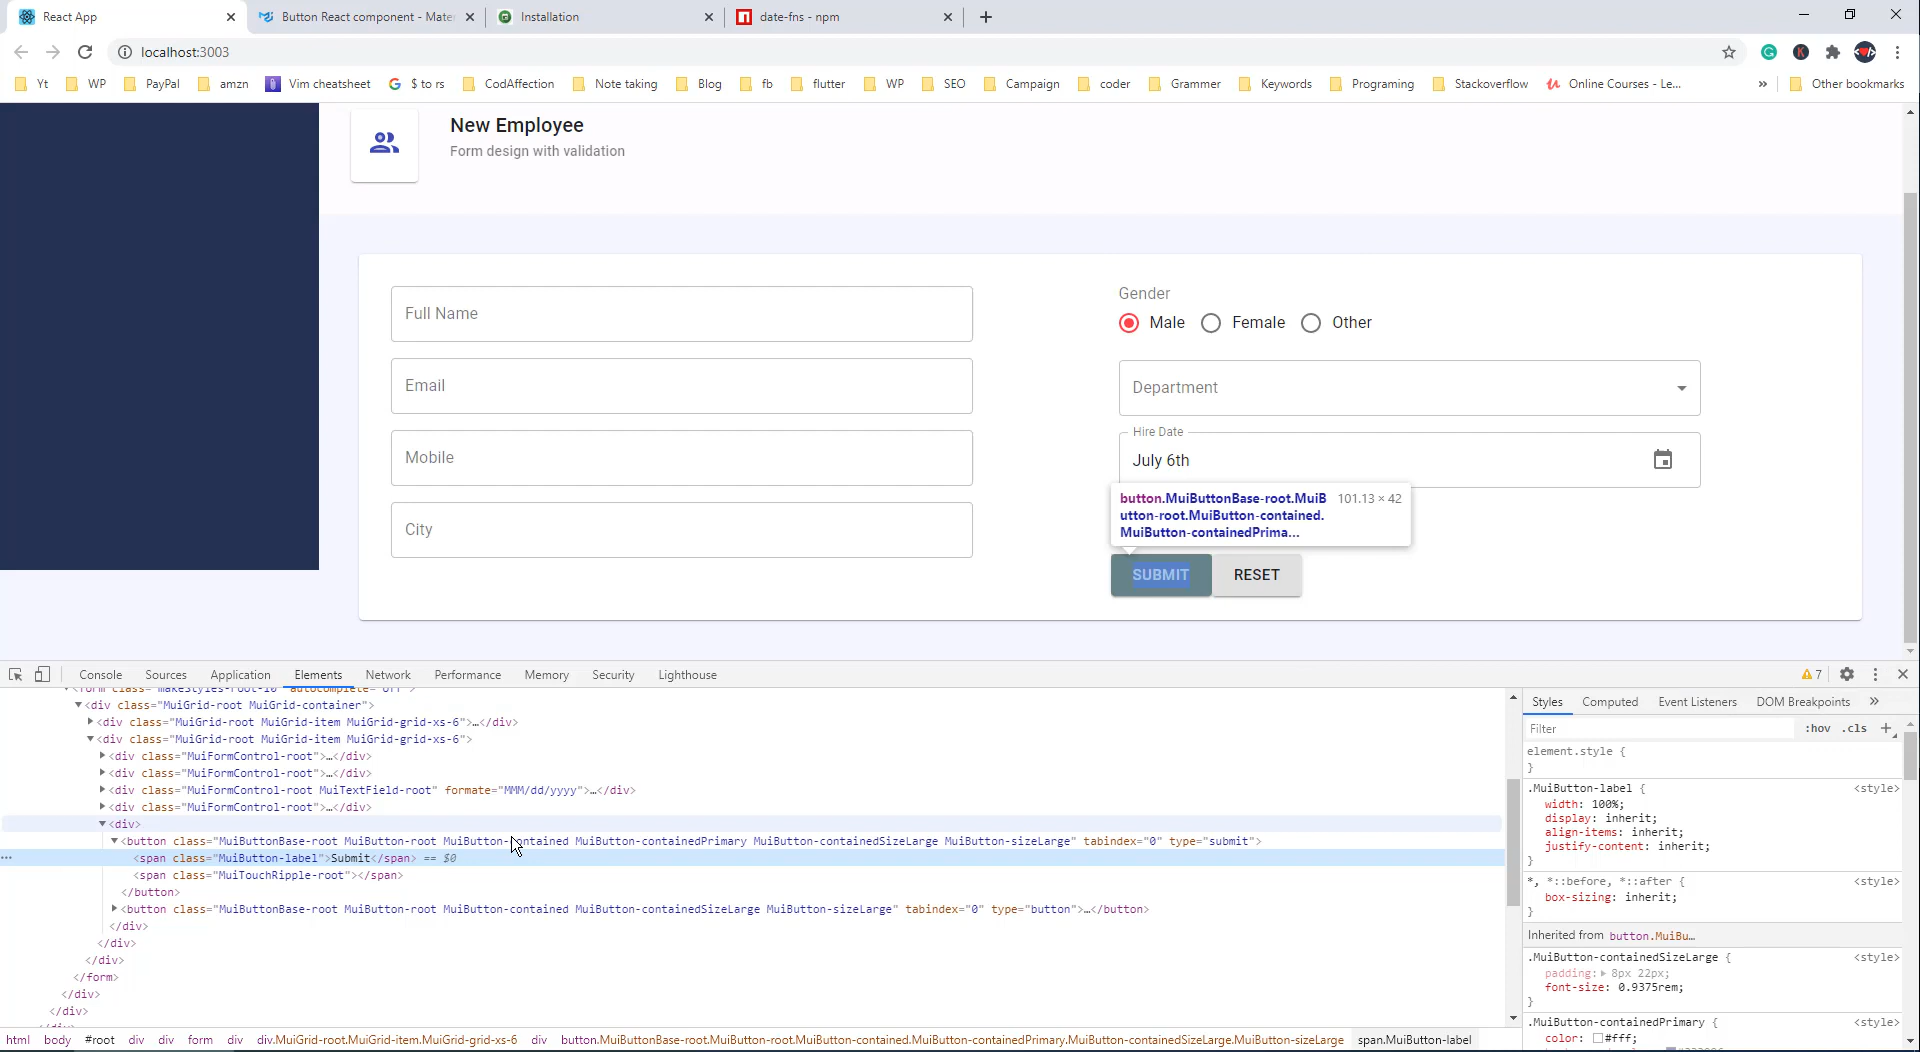 React App
Button React component - Mate
Installation
date-fns - npm
localhost:3003
Yt
WP
PayPal
amzn
Vim cheatsheet
$ to rs
CodAffection
Note taking
Blog
fb
flutter
WP
SEO
Campaign
coder
Grammer
Keywords
Programing
Stackoverflow
Online Courses - Le...
»
Other bookmarks
New Employee
Form design with validation
Full Name
Email
Mobile
City
Gender
Male
Female
Other
Department
Hire Date
July 6th
button.MuiButtonBase-root.MuiB 101.13 × 42
utton-root.MuiButton-contained.
MuiButton-containedPrima...
SUBMIT
RESET
Console Sources Application Elements Network Performance Memory Security Lighthouse
7
<form class="makeStyles-root-10" autocomplete="off">
<div class="MuiGrid-root MuiGrid-container">
<div class="MuiGrid-root MuiGrid-item MuiGrid-grid-xs-6">…</div>
<div class="MuiGrid-root MuiGrid-item MuiGrid-grid-xs-6">
<div class="MuiFormControl-root">…</div>
<div class="MuiFormControl-root">…</div>
<div class="MuiFormControl-root MuiTextField-root" formate="MMM/dd/yyyy">…</div>
<div class="MuiFormControl-root">…</div>
<div>
<button class="MuiButtonBase-root MuiButton-root MuiButton-contained MuiButton-containedPrimary MuiButton-containedSizeLarge MuiButton-sizeLarge" tabindex="0" type="submit">
<span class="MuiButton-label">Submit</span> == $0
<span class="MuiTouchRipple-root"></span>
</button>
<button class="MuiButtonBase-root MuiButton-root MuiButton-contained MuiButton-containedSizeLarge MuiButton-sizeLarge" tabindex="0" type="button">…</button>
</div>
</div>
</div>
</form>
</div>
</div>
html body #root div div form div div.MuiGrid-root.MuiGrid-item.MuiGrid-grid-xs-6 div button.MuiButtonBase-root.MuiButton-root.MuiButton-contained.MuiButton-containedPrimary.MuiButton-containedSizeLarge.MuiButton-sizeLarge span.MuiButton-label
Styles Computed Event Listeners DOM Breakpoints »
Filter
:hov .cls +
element.style {
}
.MuiButton-label { <style>
width: 100%;
display: inherit;
align-items: inherit;
justify-content: inherit;
}
*, *::before, *::after { <style>
box-sizing: inherit;
}
Inherited from button.MuiBu…
.MuiButton-containedSizeLarge { <style>
padding: 8px 22px;
font-size: 0.9375rem;
}
.MuiButton-containedPrimary { <style>
color: #fff;